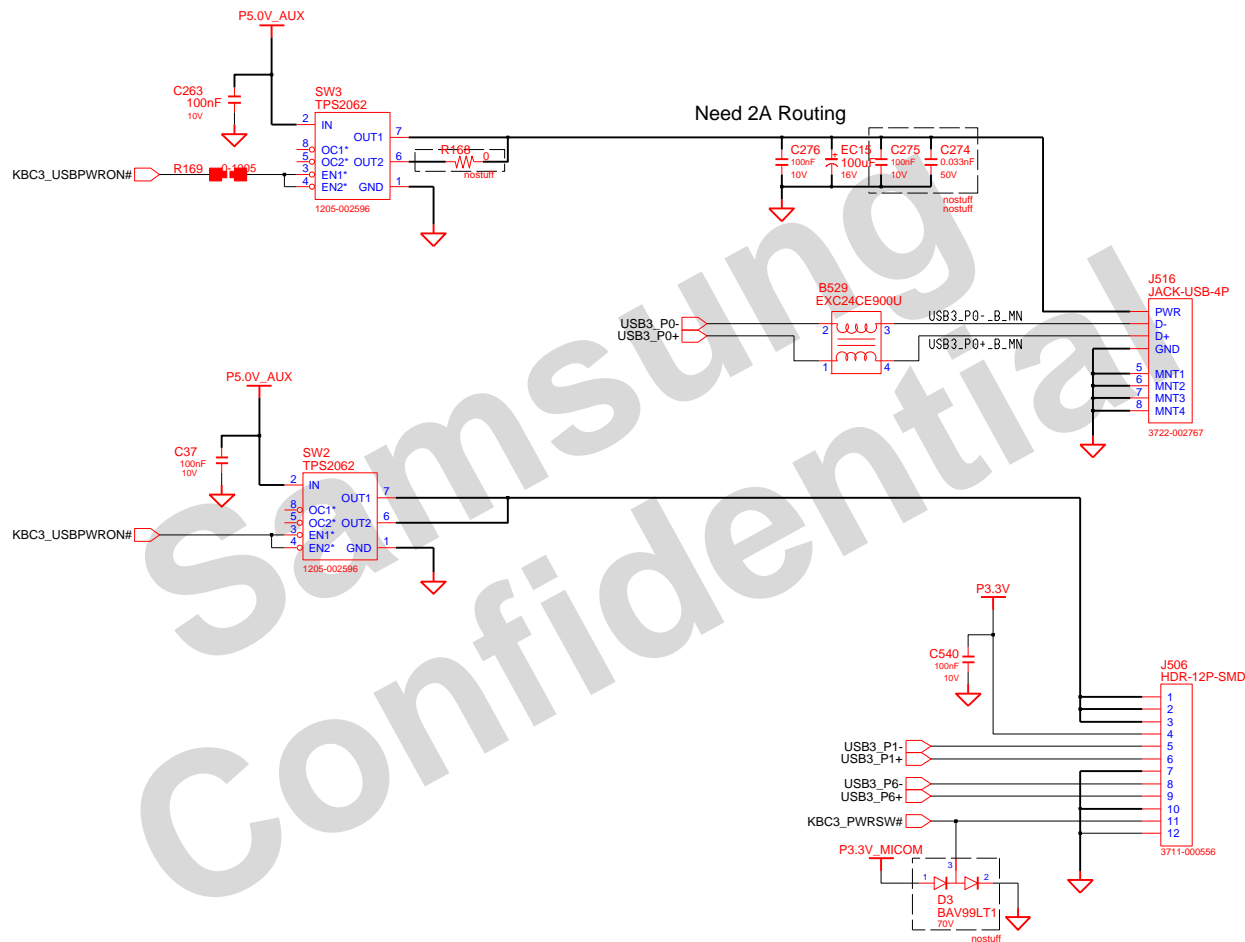 P5.0V_AUX
C263
100nF
10V
SW3
TPS2062
2 IN
OUT1 7
8 OC1*
5 OC2* OUT2 6
3 EN1*
4 EN2* GND 1
1205-002596
KBC3_USBPWRON#
R169 0-1005
R168 0
nostuff
Need 2A Routing
C276
100nF
10V
EC15
100uF
16V
C275
100nF
10V
C274
0.033nF
50V
nostuff
nostuff
B529
EXC24CE900U
USB3_P0-
USB3_P0+
2 3
1 4
USB3_P0-_B_MN
USB3_P0+_B_MN
J516
JACK-USB-4P
PWR
D-
D+
GND
5 MNT1
6 MNT2
7 MNT3
8 MNT4
3722-002767
P5.0V_AUX
C37
100nF
10V
SW2
TPS2062
2 IN
OUT1 7
8 OC1*
5 OC2* OUT2 6
3 EN1*
4 EN2* GND 1
1205-002596
KBC3_USBPWRON#
P3.3V
C540
100nF
10V
J506
HDR-12P-SMD
1
2
3
4
5
6
7
8
9
10
11
12
3711-000556
USB3_P1-
USB3_P1+
USB3_P6-
USB3_P6+
KBC3_PWRSW#
P3.3V_MICOM
3
1 2
D3
BAV99LT1
70V
nostuff
Samsung
Confidential